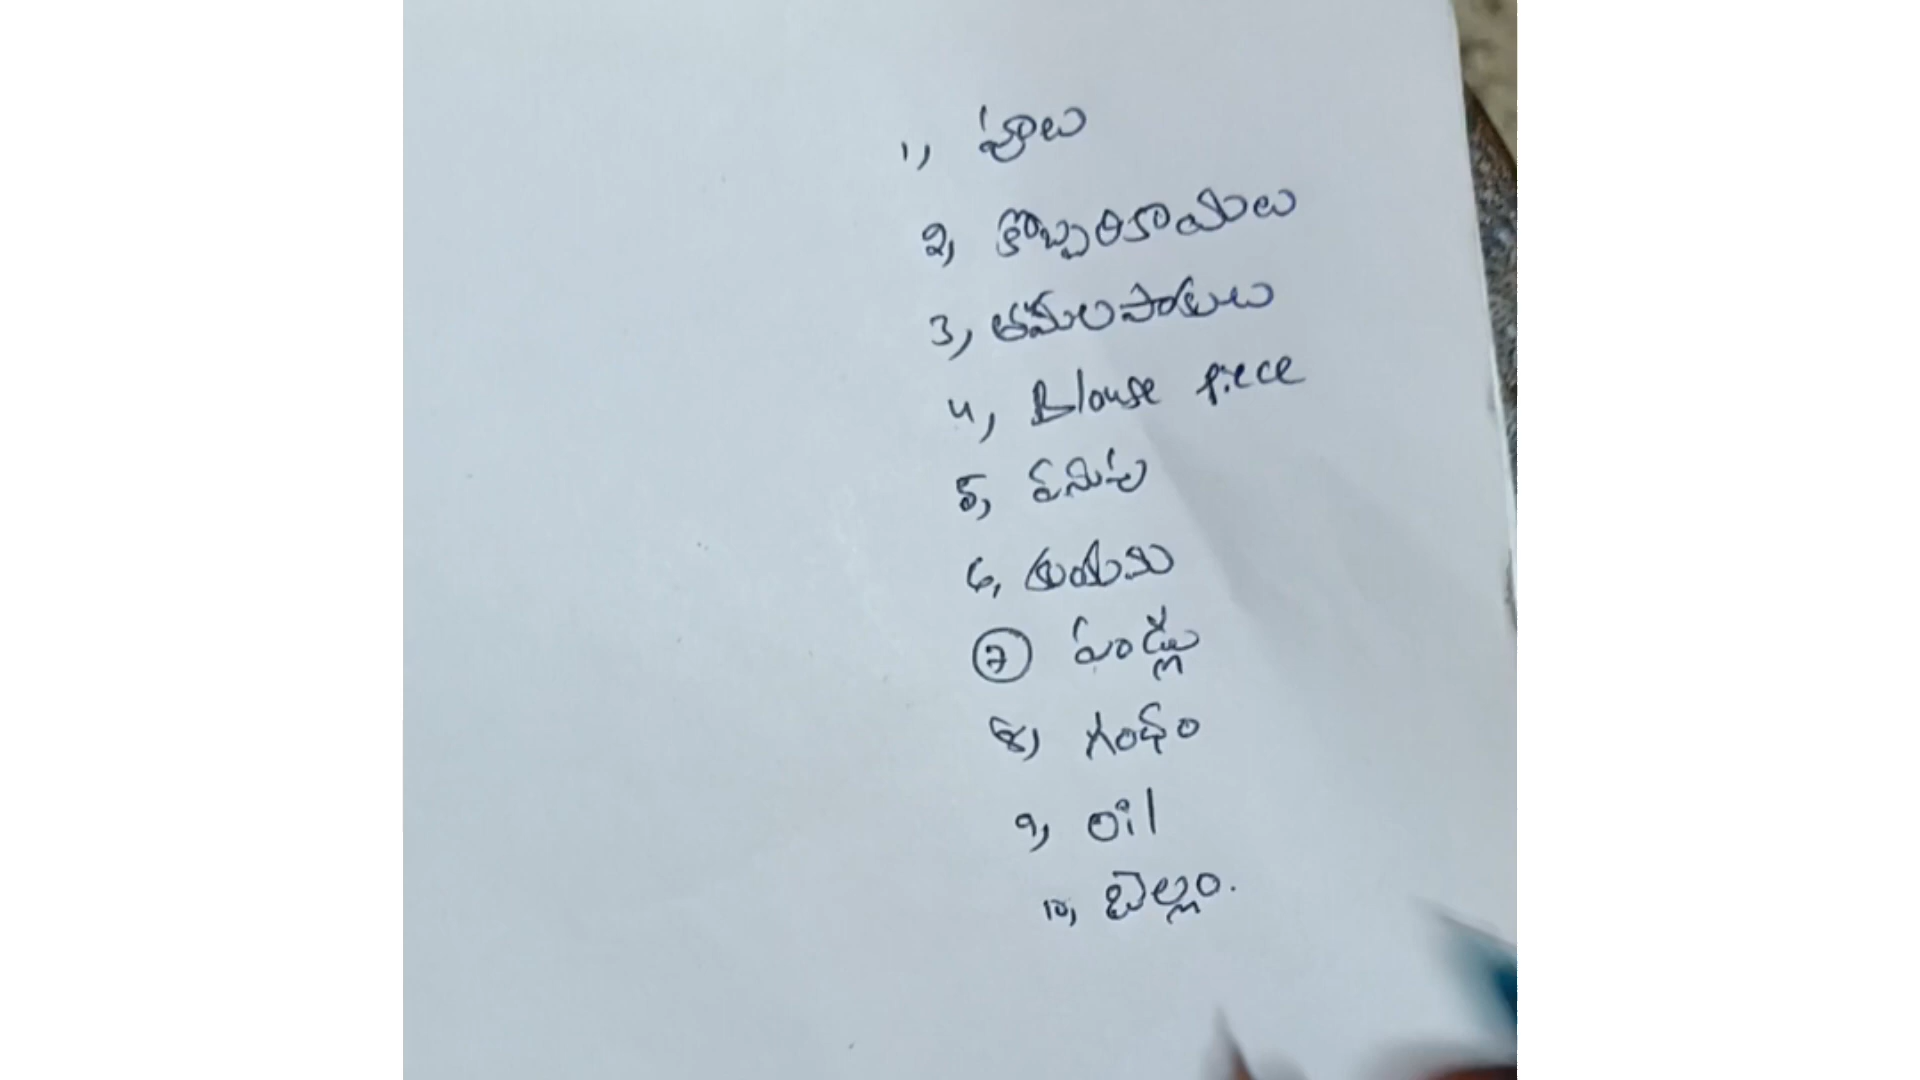 1, పూలు
2, కొబ్బరికాయలు
3, తమలపాకులు
4, Blouse piece
5, పసుపు
6, కుంకుమ
7 పండ్లు
8, గంధం
9, oil
10, బెల్లం.